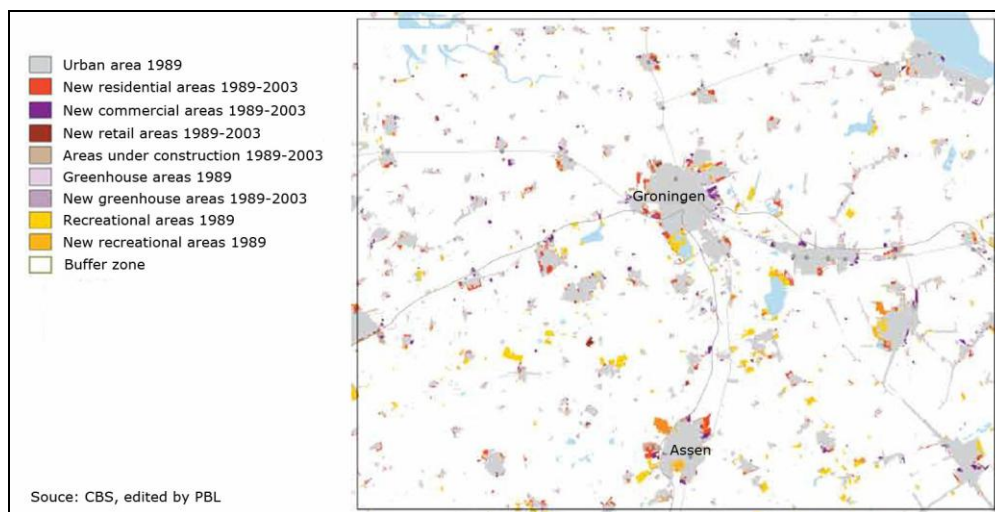 Urban area 1989
New residential areas 1989-2003
New commercial areas 1989-2003
New retail areas 1989-2003
Areas under construction 1989-2003
Greenhouse areas 1989
New greenhouse areas 1989-2003
Recreational areas 1989
New recreational areas 1989
Buffer zone
Groningen
Assen
Souce: CBS, edited by PBL